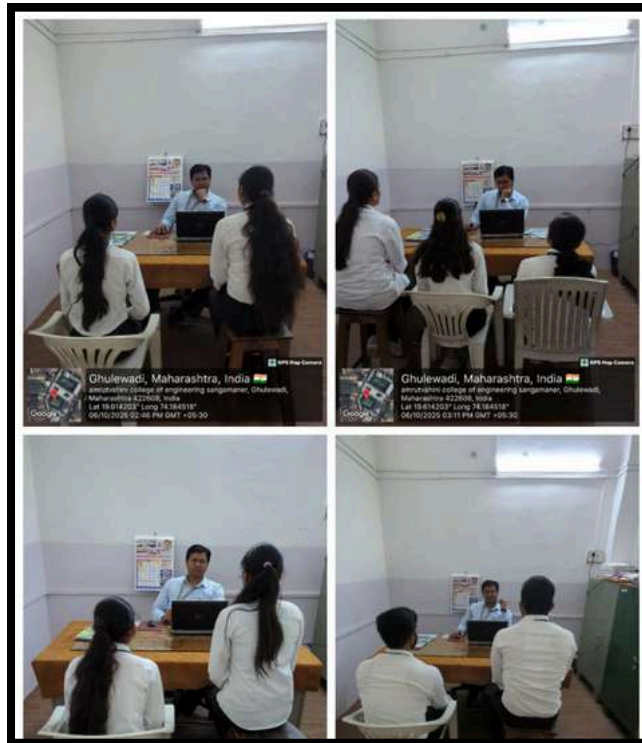 GPS Map Camera
Ghulewadi, Maharashtra, India 🇮🇳
amrutvahini college of engineering sangamaner, Ghulewadi,
Maharashtra 422608, India
Lat 19.614203° Long 74.184518°
06/10/2025 02:46 PM GMT +05:30
Google
GPS Map Camera
Ghulewadi, Maharashtra, India 🇮🇳
amrutvahini college of engineering sangamaner, Ghulewadi,
Maharashtra 422608, India
Lat 19.614203° Long 74.184518°
06/10/2025 03:11 PM GMT +05:30
Google